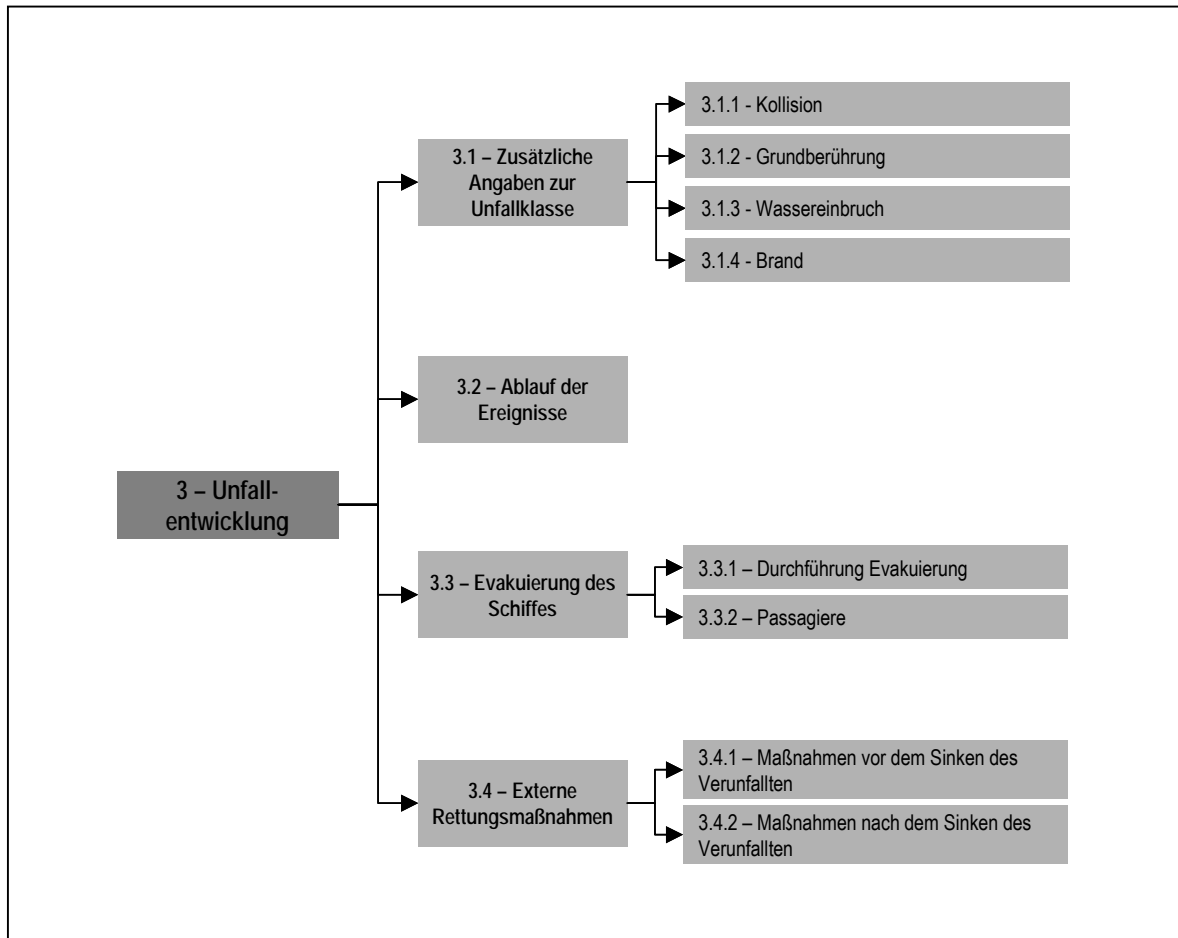 3 – Unfall-
entwicklung
3.1 – Zusätzliche
Angaben zur
Unfallklasse
3.1.1 - Kollision
3.1.2 - Grundberührung
3.1.3 - Wassereinbruch
3.1.4 - Brand
3.2 – Ablauf der
Ereignisse
3.3 – Evakuierung des
Schiffes
3.3.1 – Durchführung Evakuierung
3.3.2 – Passagiere
3.4 – Externe
Rettungsmaßnahmen
3.4.1 – Maßnahmen vor dem Sinken des
Verunfallten
3.4.2 – Maßnahmen nach dem Sinken des
Verunfallten